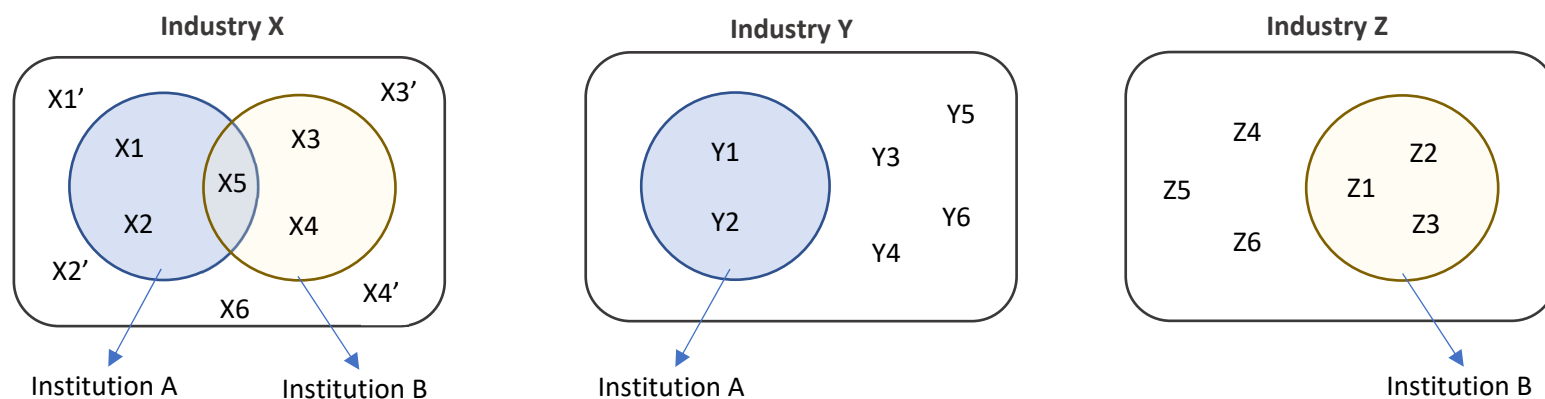 Industry X
X1’
X3’
X1
X3
X5
X2
X4
X2’
X4’
X6
Institution A
Institution B
Industry Y
Y5
Y1
Y3
Y2
Y6
Y4
Institution A
Industry Z
Z4
Z2
Z5
Z1
Z3
Z6
Institution B